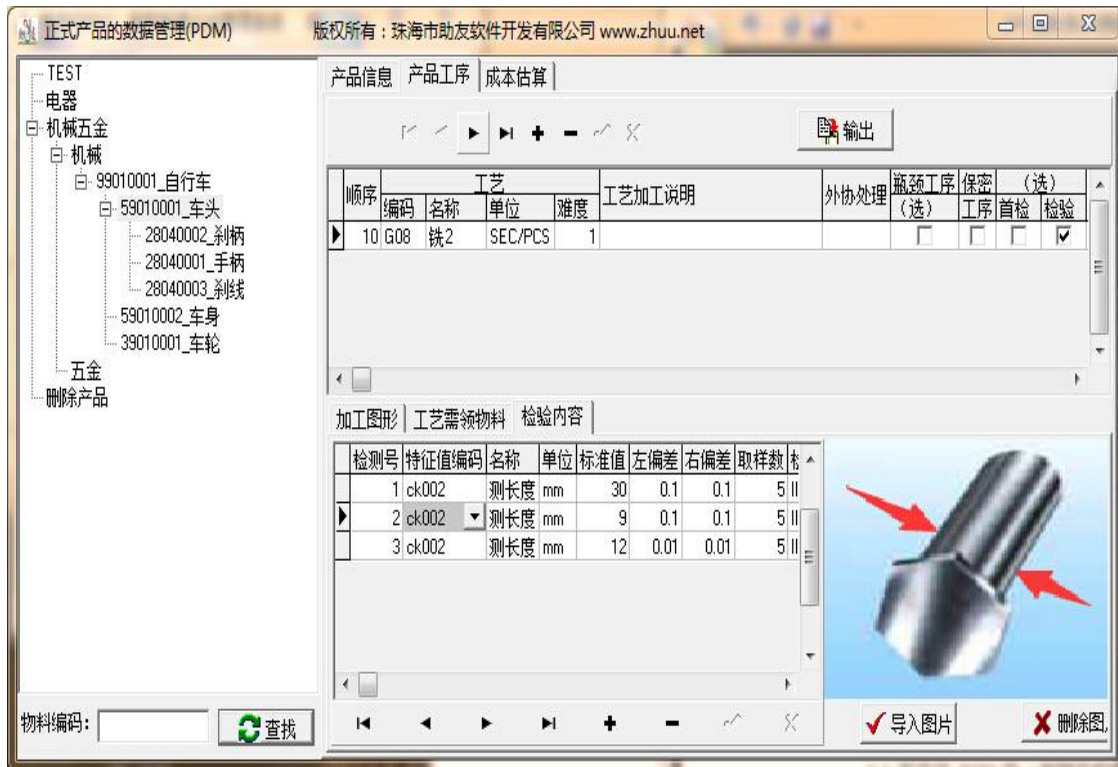 正式产品的数据管理(PDM) 版权所有：珠海市助友软件开发有限公司 www.zhuu.net
TEST
电器
机械五金
机械
99010001_自行车
59010001_车头
28040002_刹柄
28040001_手柄
28040003_刹线
59010002_车身
39010001_车轮
五金
删除产品
物料编码: 查找
产品信息 产品工序 成本估算
输出
顺序 工艺 工艺加工说明 外协处理 瓶颈工序 保密 （选）
编码 名称 单位 难度 （选） 工序 首检 检验
10 G08 铣2 SEC/PCS 1
加工图形 工艺需领物料 检验内容
检测号 特征值编码 名称 单位 标准值 左偏差 右偏差 取样数
1 ck002 测长度 mm 30 0.1 0.1 5 II
2 ck002 测长度 mm 9 0.1 0.1 5 II
3 ck002 测长度 mm 12 0.01 0.01 5 II
导入图片 删除图